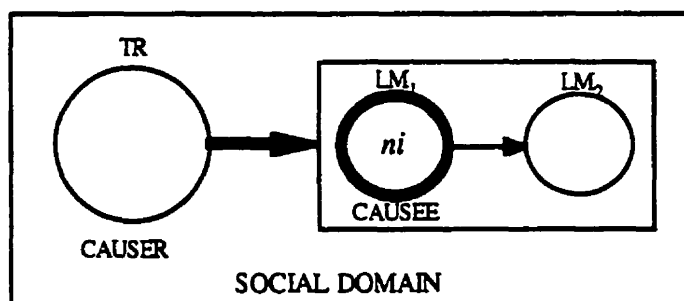 TR
LM₁
LM₂
ni
CAUSEE
CAUSER
SOCIAL DOMAIN